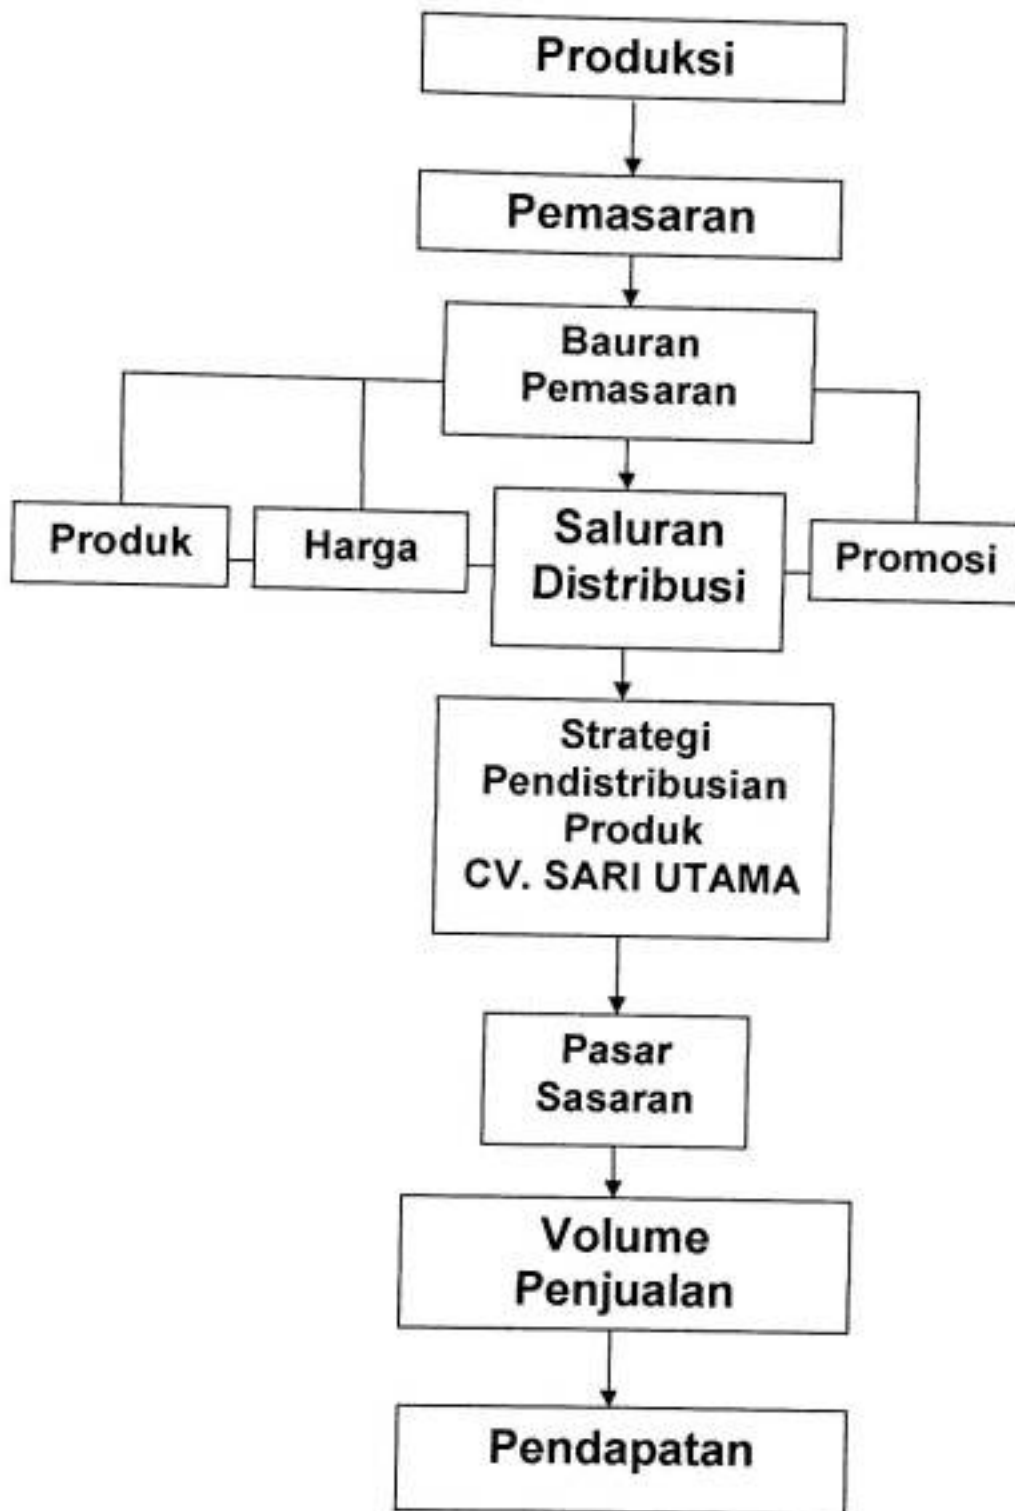 Produksi
Pemasaran
Bauran
Pemasaran
Produk
Harga
Saluran
Distribusi
Promosi
Strategi
Pendistribusian
Produk
CV. SARI UTAMA
Pasar
Sasaran
Volume
Penjualan
Pendapatan